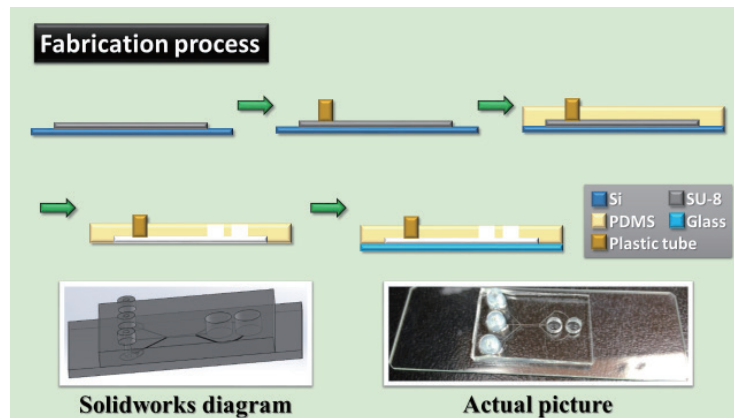 Fabrication process
Si
SU-8
PDMS
Glass
Plastic tube
Solidworks diagram
Actual picture